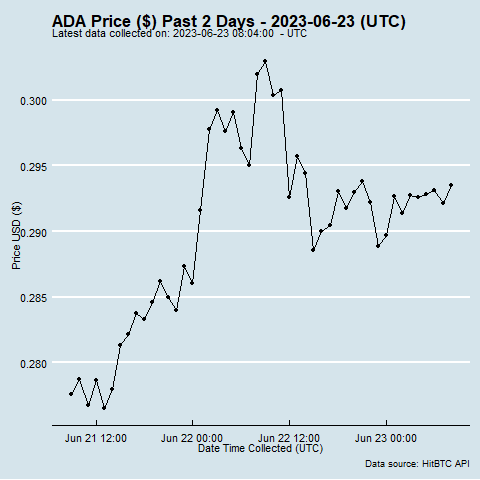 ADA Price ($) Past 2 Days - 2023-06-23 (UTC)
Latest data collected on: 2023-06-23 08:04:00  - UTC
0.300
0.295
0.290
0.285
0.280
Price USD ($)
Jun 21 12:00 Jun 22 00:00 Jun 22 12:00 Jun 23 00:00
Date Time Collected (UTC)
Data source: HitBTC API